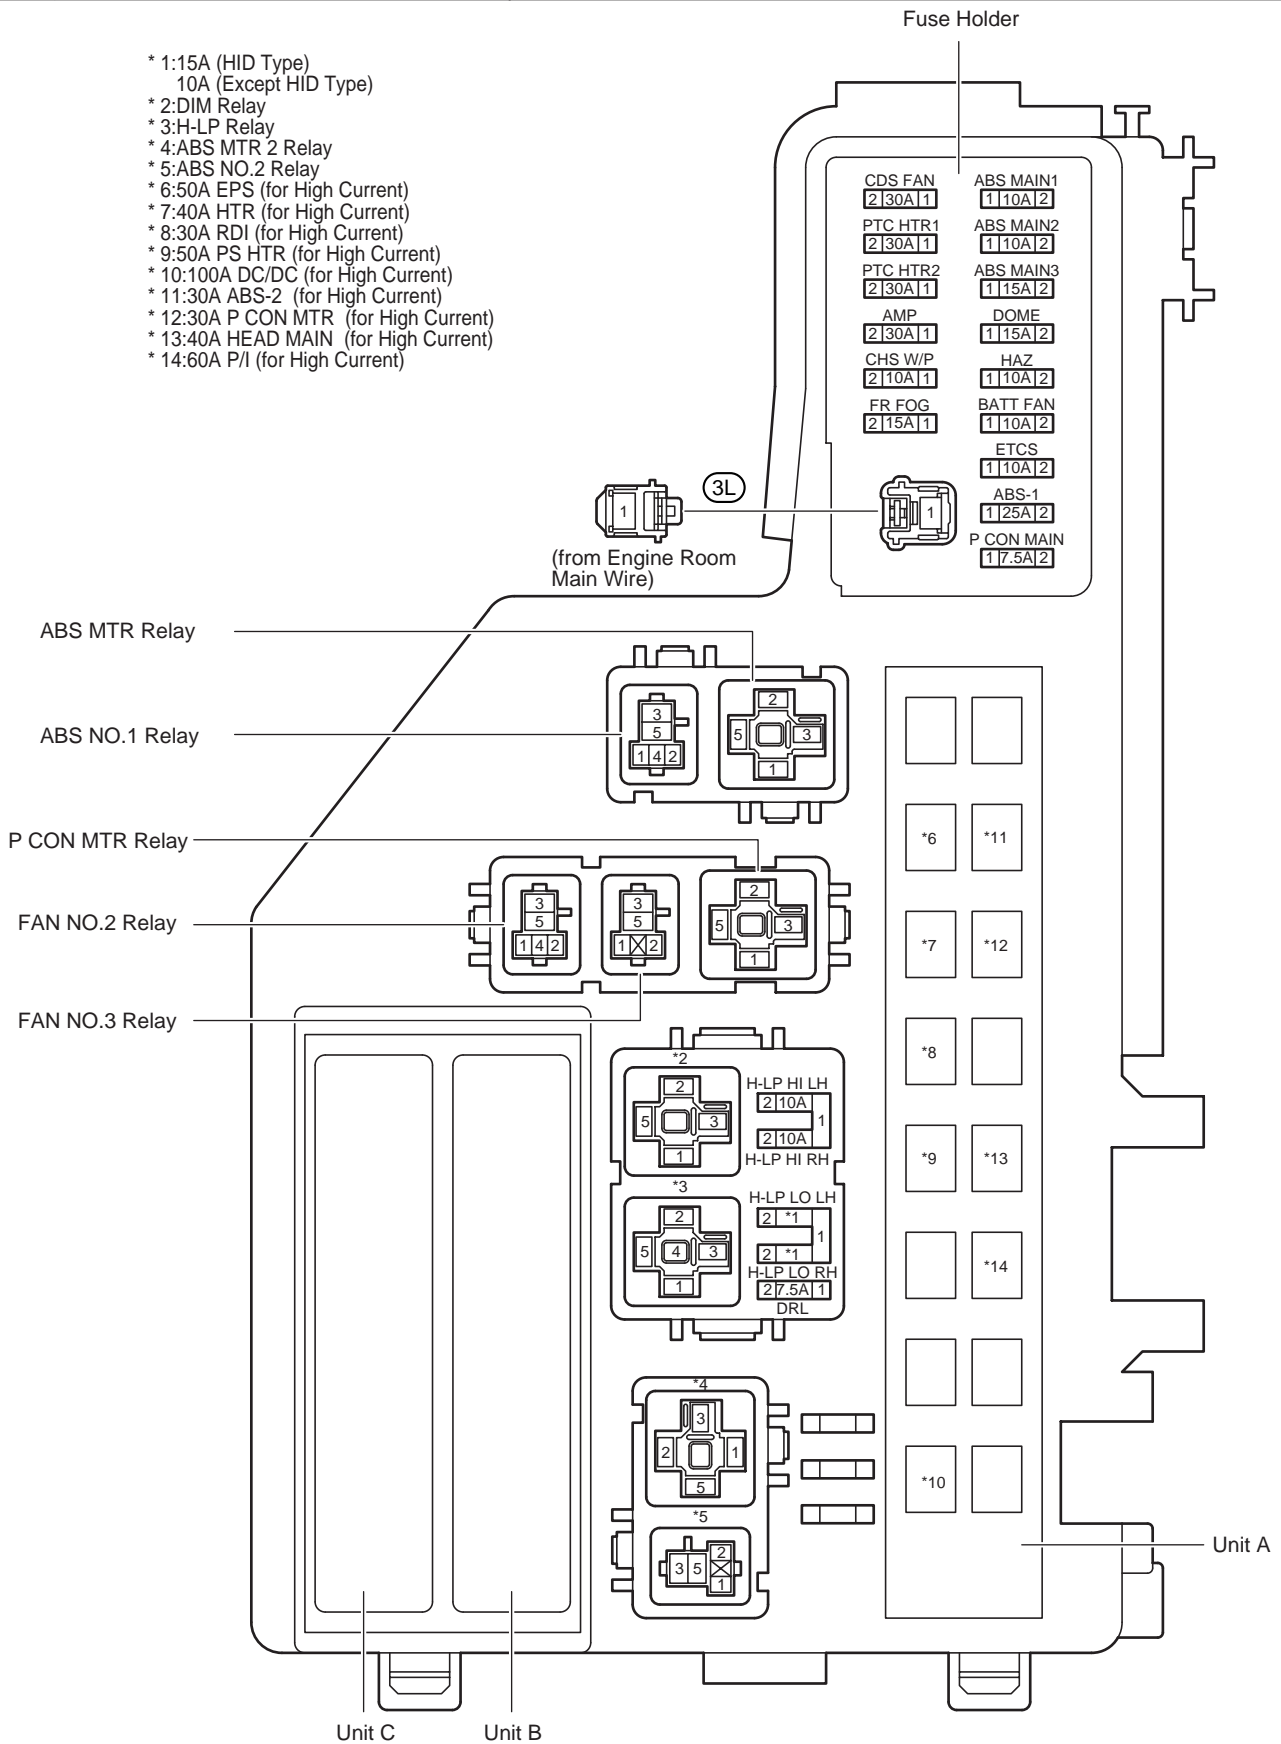 Fuse Holder
* 1:15A (HID Type)
10A (Except HID Type)
* 2:DIM Relay
* 3:H-LP Relay
* 4:ABS MTR 2 Relay
* 5:ABS NO.2 Relay
* 6:50A EPS (for High Current)
* 7:40A HTR (for High Current)
* 8:30A RDI (for High Current)
* 9:50A PS HTR (for High Current)
* 10:100A DC/DC (for High Current)
* 11:30A ABS-2 (for High Current)
* 12:30A P CON MTR (for High Current)
* 13:40A HEAD MAIN (for High Current)
* 14:60A P/I (for High Current)
CDS FAN
2 30A 1
PTC HTR1
2 30A 1
PTC HTR2
2 30A 1
AMP
2 30A 1
CHS W/P
2 10A 1
FR FOG
2 15A 1
ABS MAIN1
1 10A 2
ABS MAIN2
1 10A 2
ABS MAIN3
1 15A 2
DOME
1 15A 2
HAZ
1 10A 2
BATT FAN
1 10A 2
ETCS
1 10A 2
ABS-1
1 25A 2
P CON MAIN
1 7.5A 2
1
3L
1
(from Engine Room
Main Wire)
ABS MTR Relay
ABS NO.1 Relay
3
5
1 4 2
2
5 3
1
P CON MTR Relay
FAN NO.2 Relay
FAN NO.3 Relay
3
5
1 4 2
3
5
1 2
2
5 3
1
*2
2
5 3
1
H-LP HI LH
2 10A
1
2 10A
H-LP HI RH
*3
2
5 4 3
1
H-LP LO LH
2 *1
1
2 *1
H-LP LO RH
2 7.5A 1
DRL
*4
3
2 1
5
*5
2
3 5
1
*6 *11
*7 *12
*8
*9 *13
*14
*10
Unit A
Unit C
Unit B